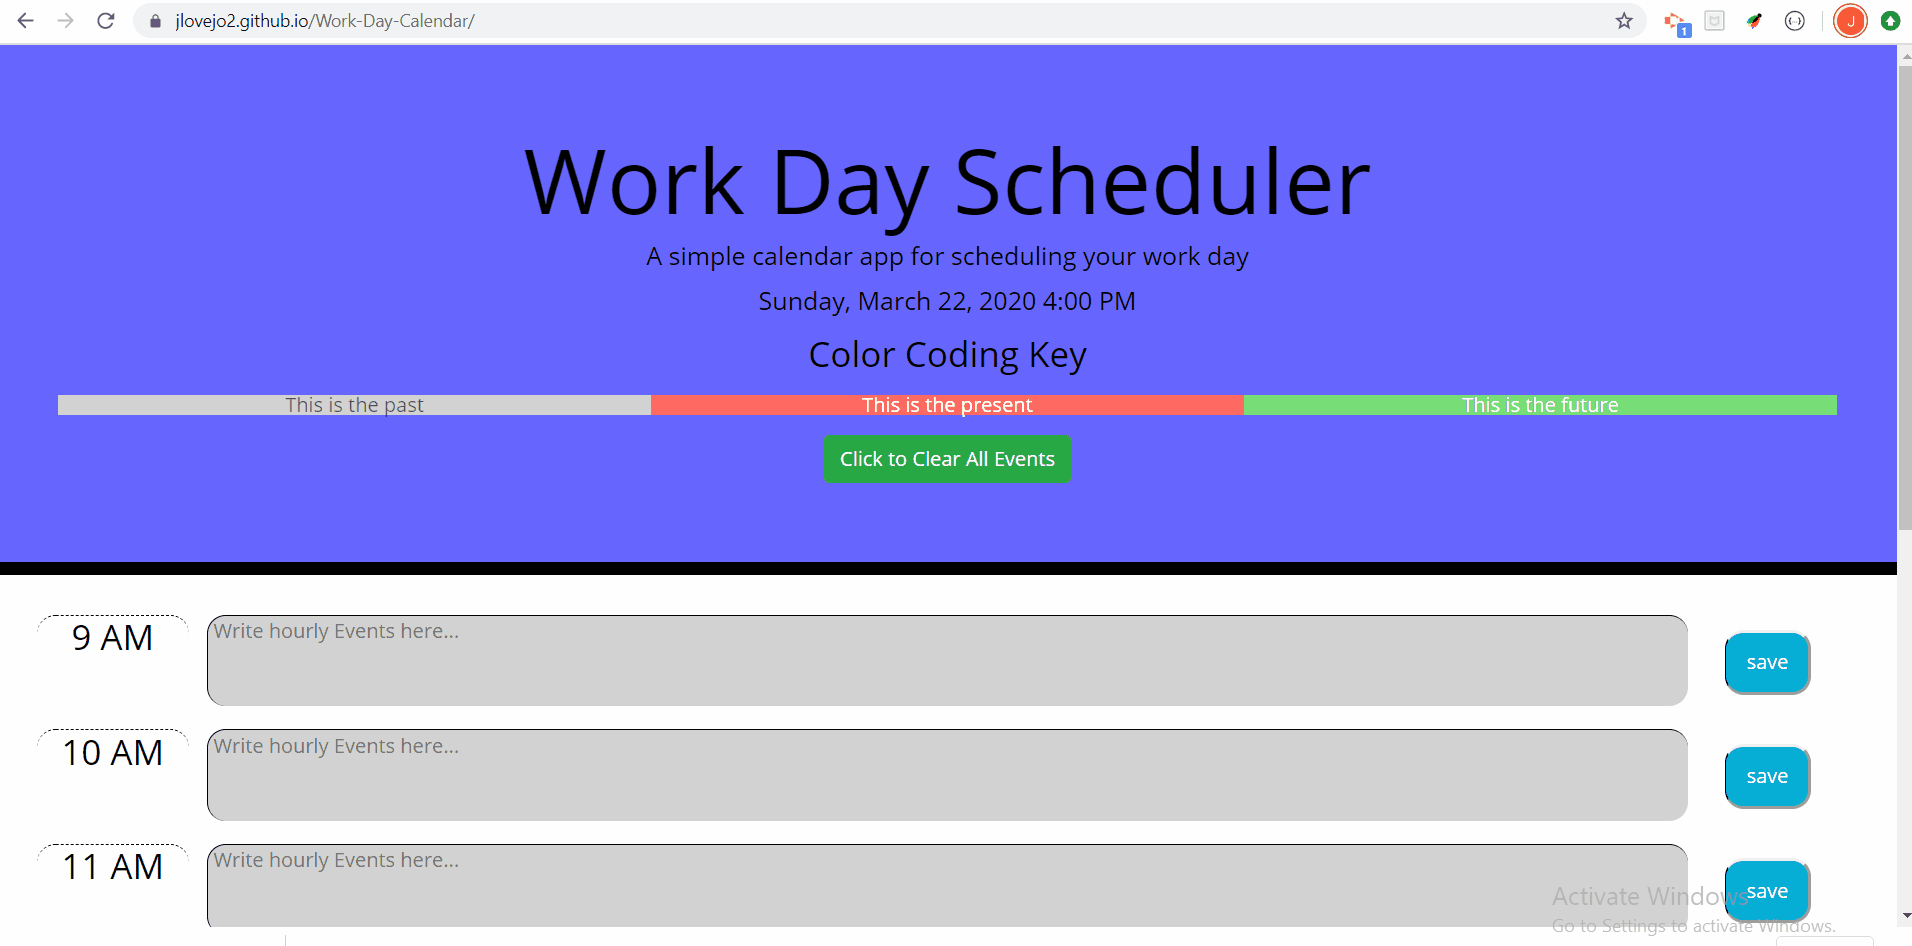 jlovejo2.github.io/Work-Day-Calendar/
1
J
Work Day Scheduler
A simple calendar app for scheduling your work day
Sunday, March 22, 2020 4:00 PM
Color Coding Key
This is the past This is the present This is the future
Click to Clear All Events
9 AM Write hourly Events here... save
10 AM Write hourly Events here... save
11 AM Write hourly Events here... save
Activate Windows
Go to Settings to activate Windows.